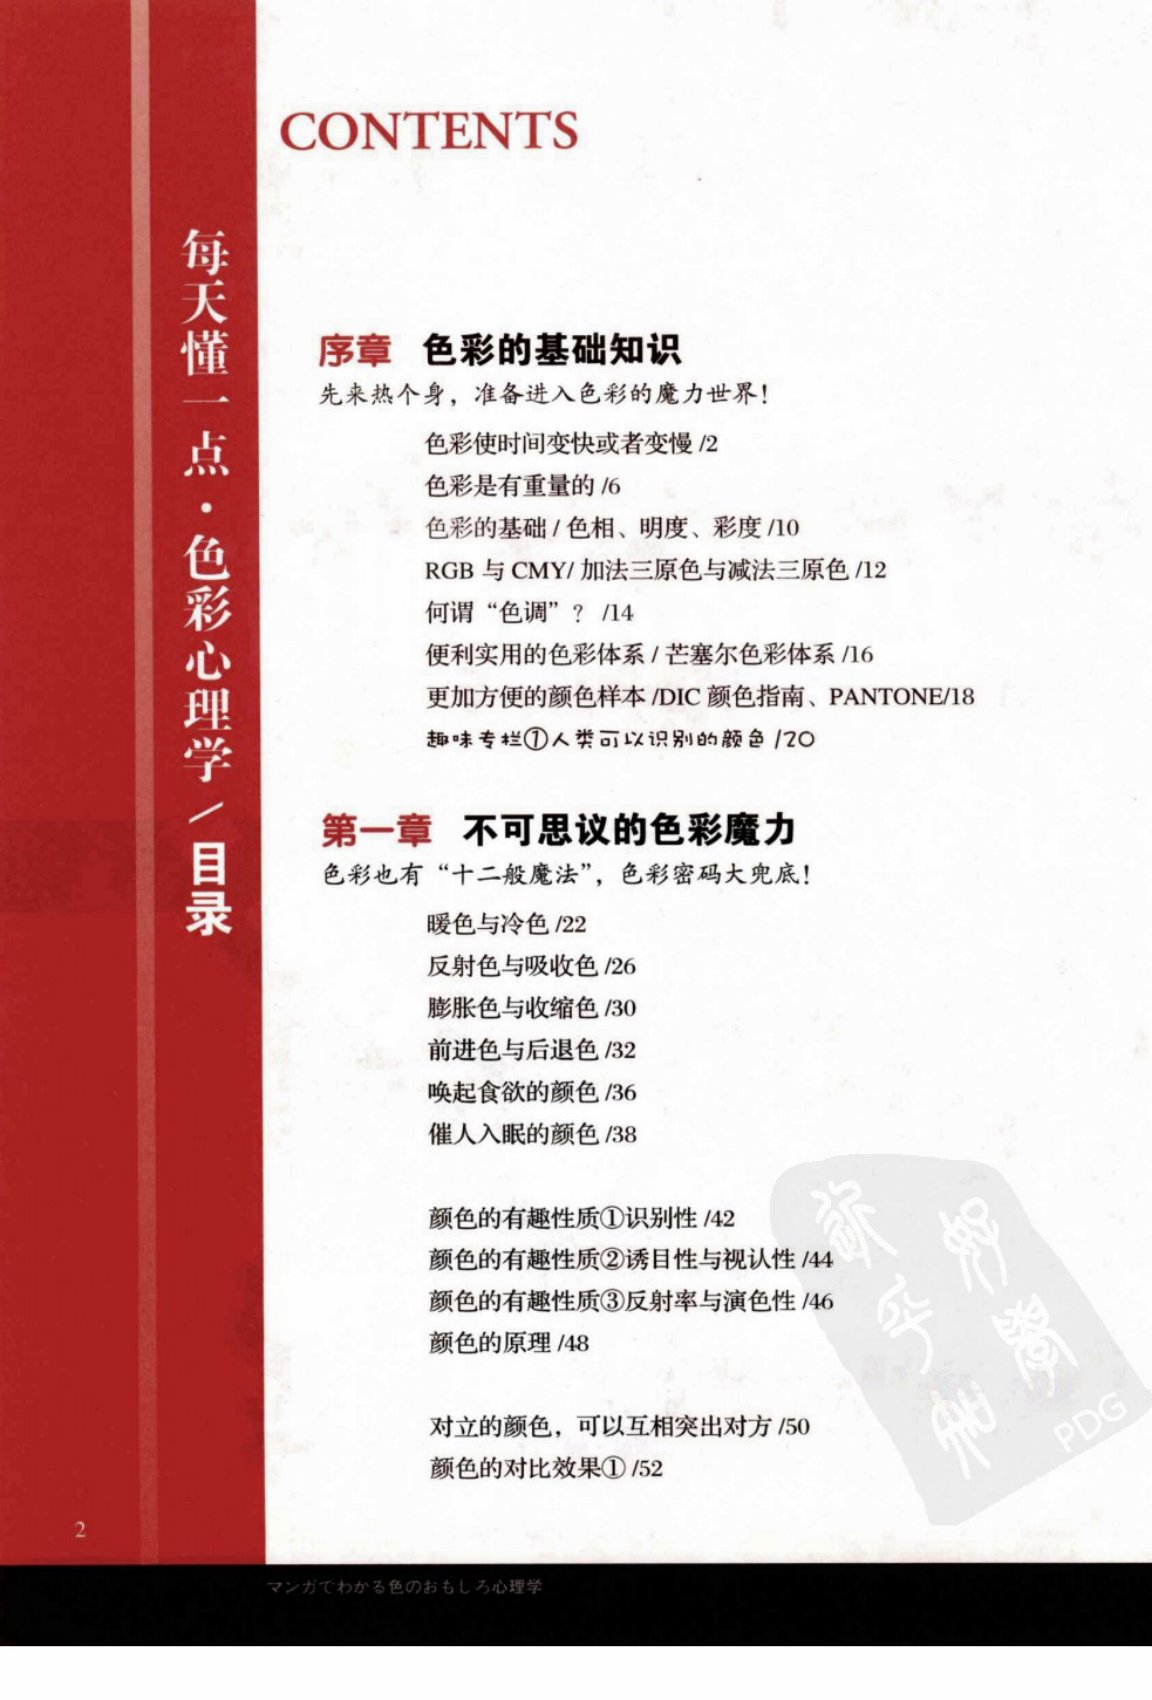 CONTENTS
每天懂一点·色彩心理学/目录
序章 色彩的基础知识
先来热个身，准备进入色彩的魔力世界！
色彩使时间变快或者变慢 /2
色彩是有重量的 /6
色彩的基础 / 色相、明度、彩度 /10
RGB 与 CMY/ 加法三原色与减法三原色 /12
何谓“色调”？ /14
便利实用的色彩体系 / 芒塞尔色彩体系 /16
更加方便的颜色样本 /DIC 颜色指南、PANTONE/18
趣味专栏①人类可以识别的颜色 /20
第一章 不可思议的色彩魔力
色彩也有“十二般魔法”，色彩密码大兜底！
暖色与冷色 /22
反射色与吸收色 /26
膨胀色与收缩色 /30
前进色与后退色 /32
唤起食欲的颜色 /36
催人入眠的颜色 /38
颜色的有趣性质①识别性 /42
颜色的有趣性质②诱目性与视认性 /44
颜色的有趣性质③反射率与演色性 /46
颜色的原理 /48
对立的颜色，可以互相突出对方 /50
颜色的对比效果① /52
PDG
2
マンガでわかる色のおもしろ心理学